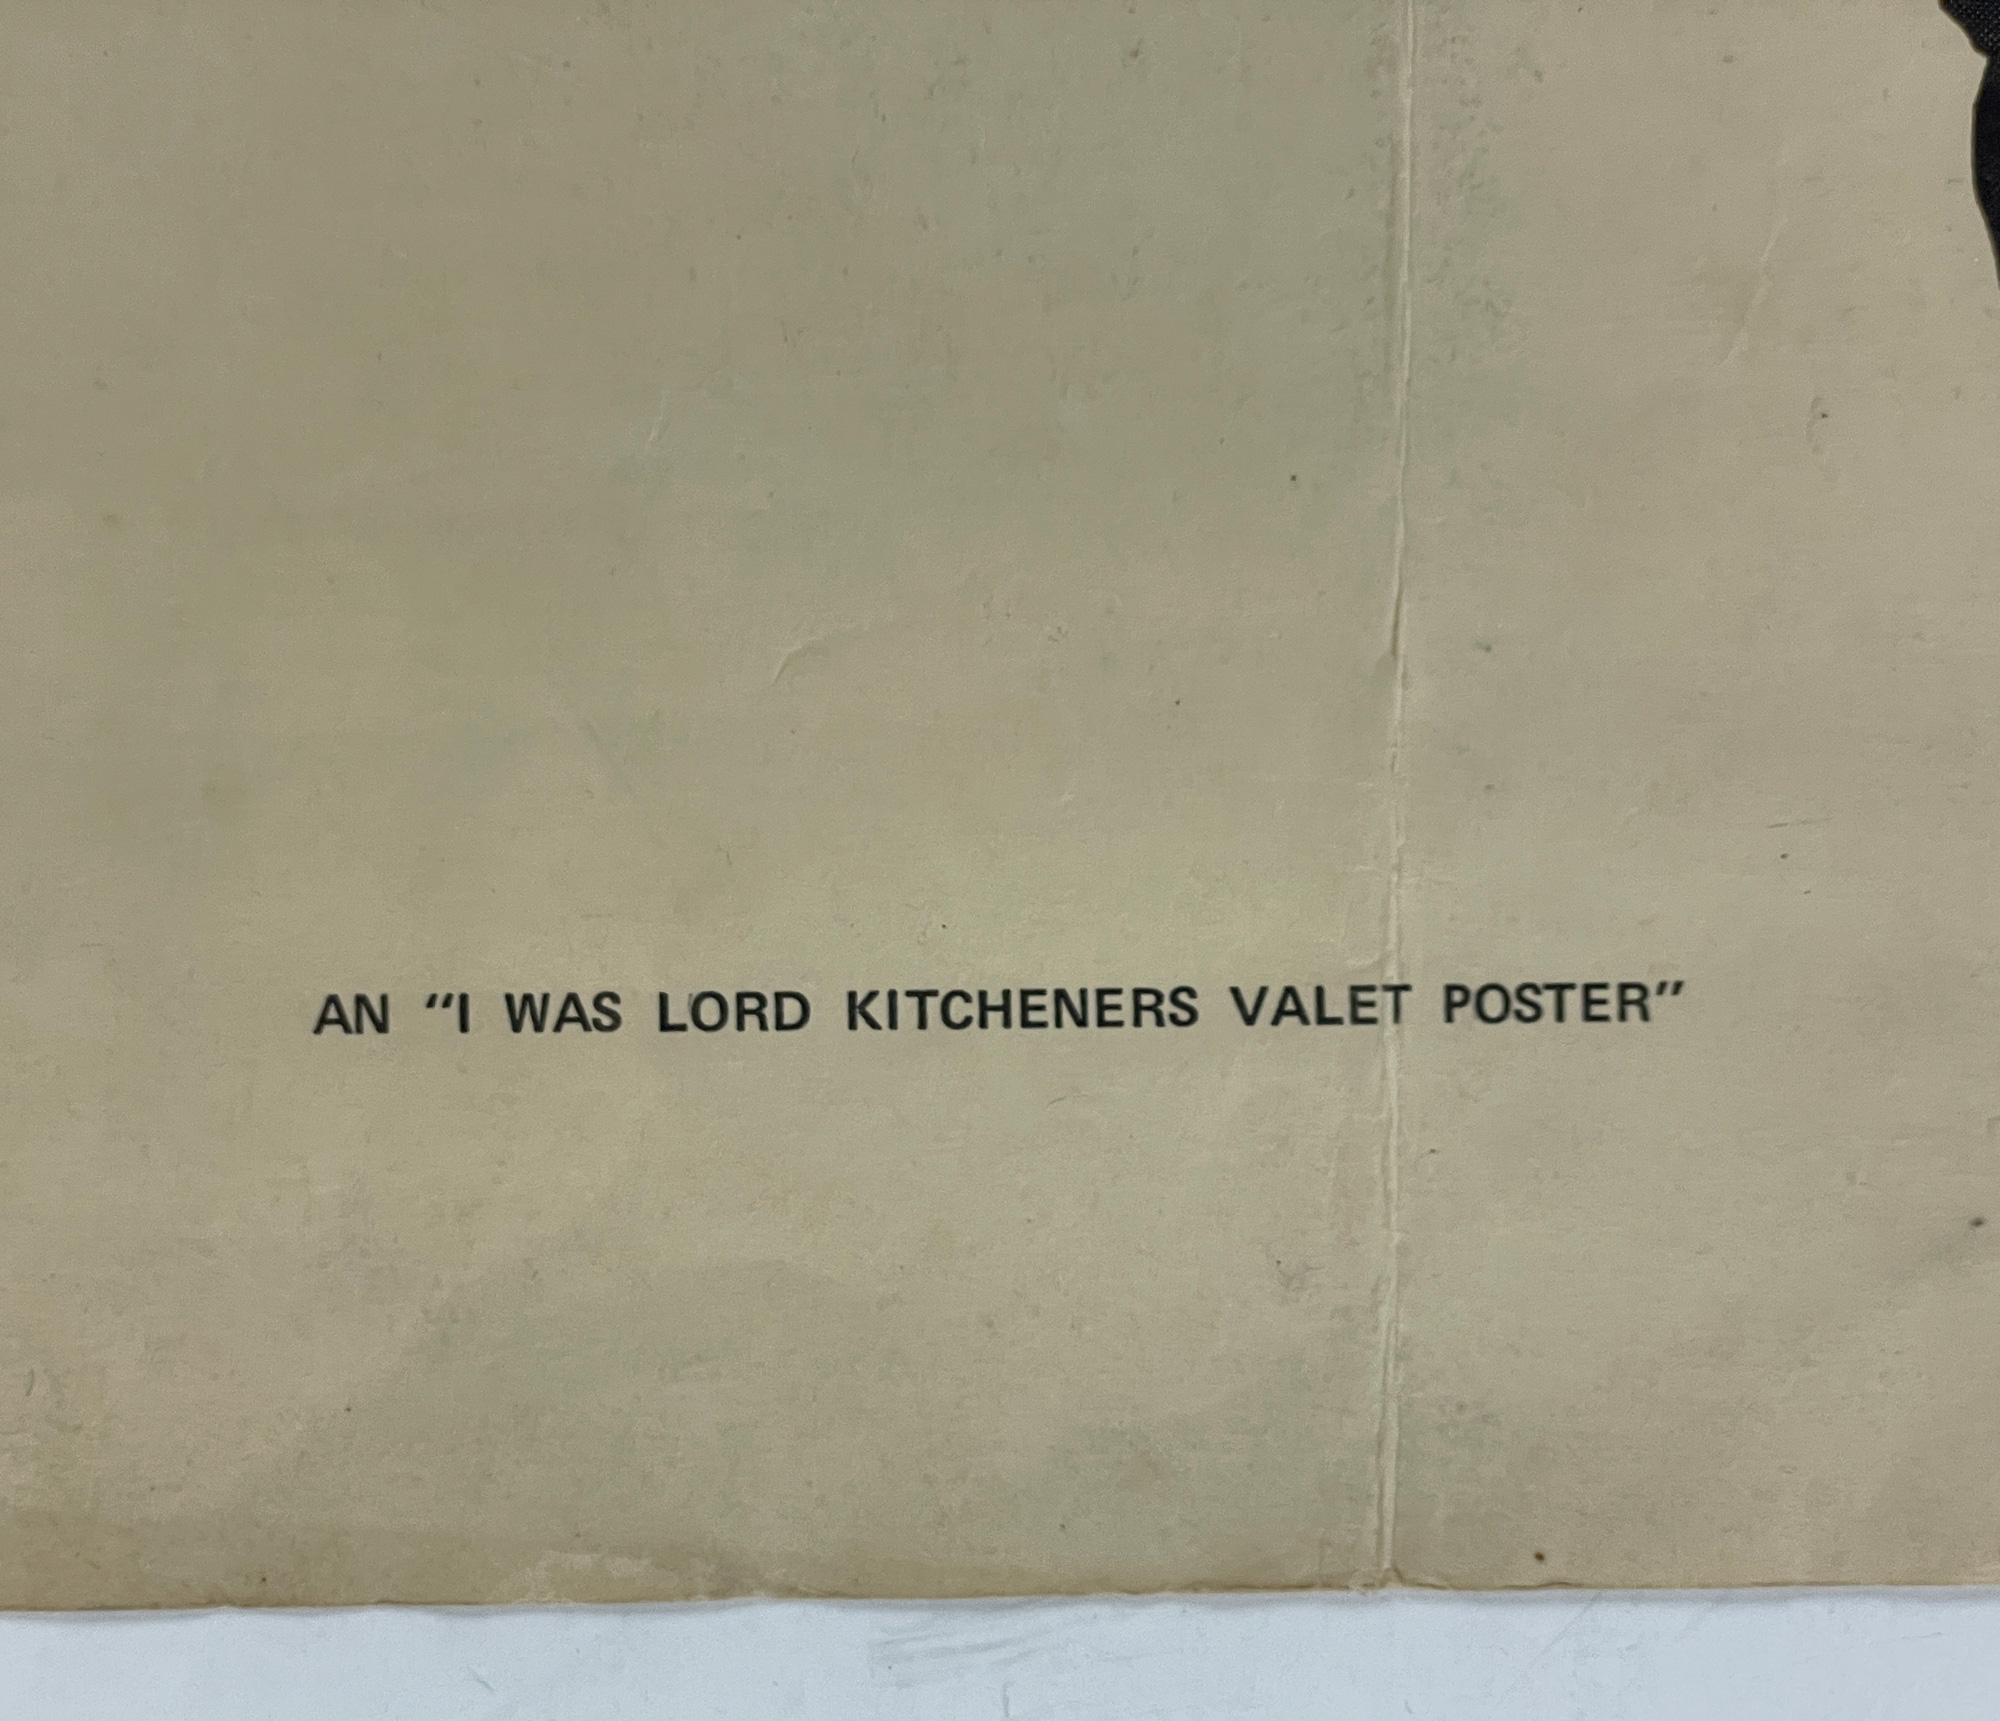 AN "I WAS LORD KITCHENERS VALET POSTER"